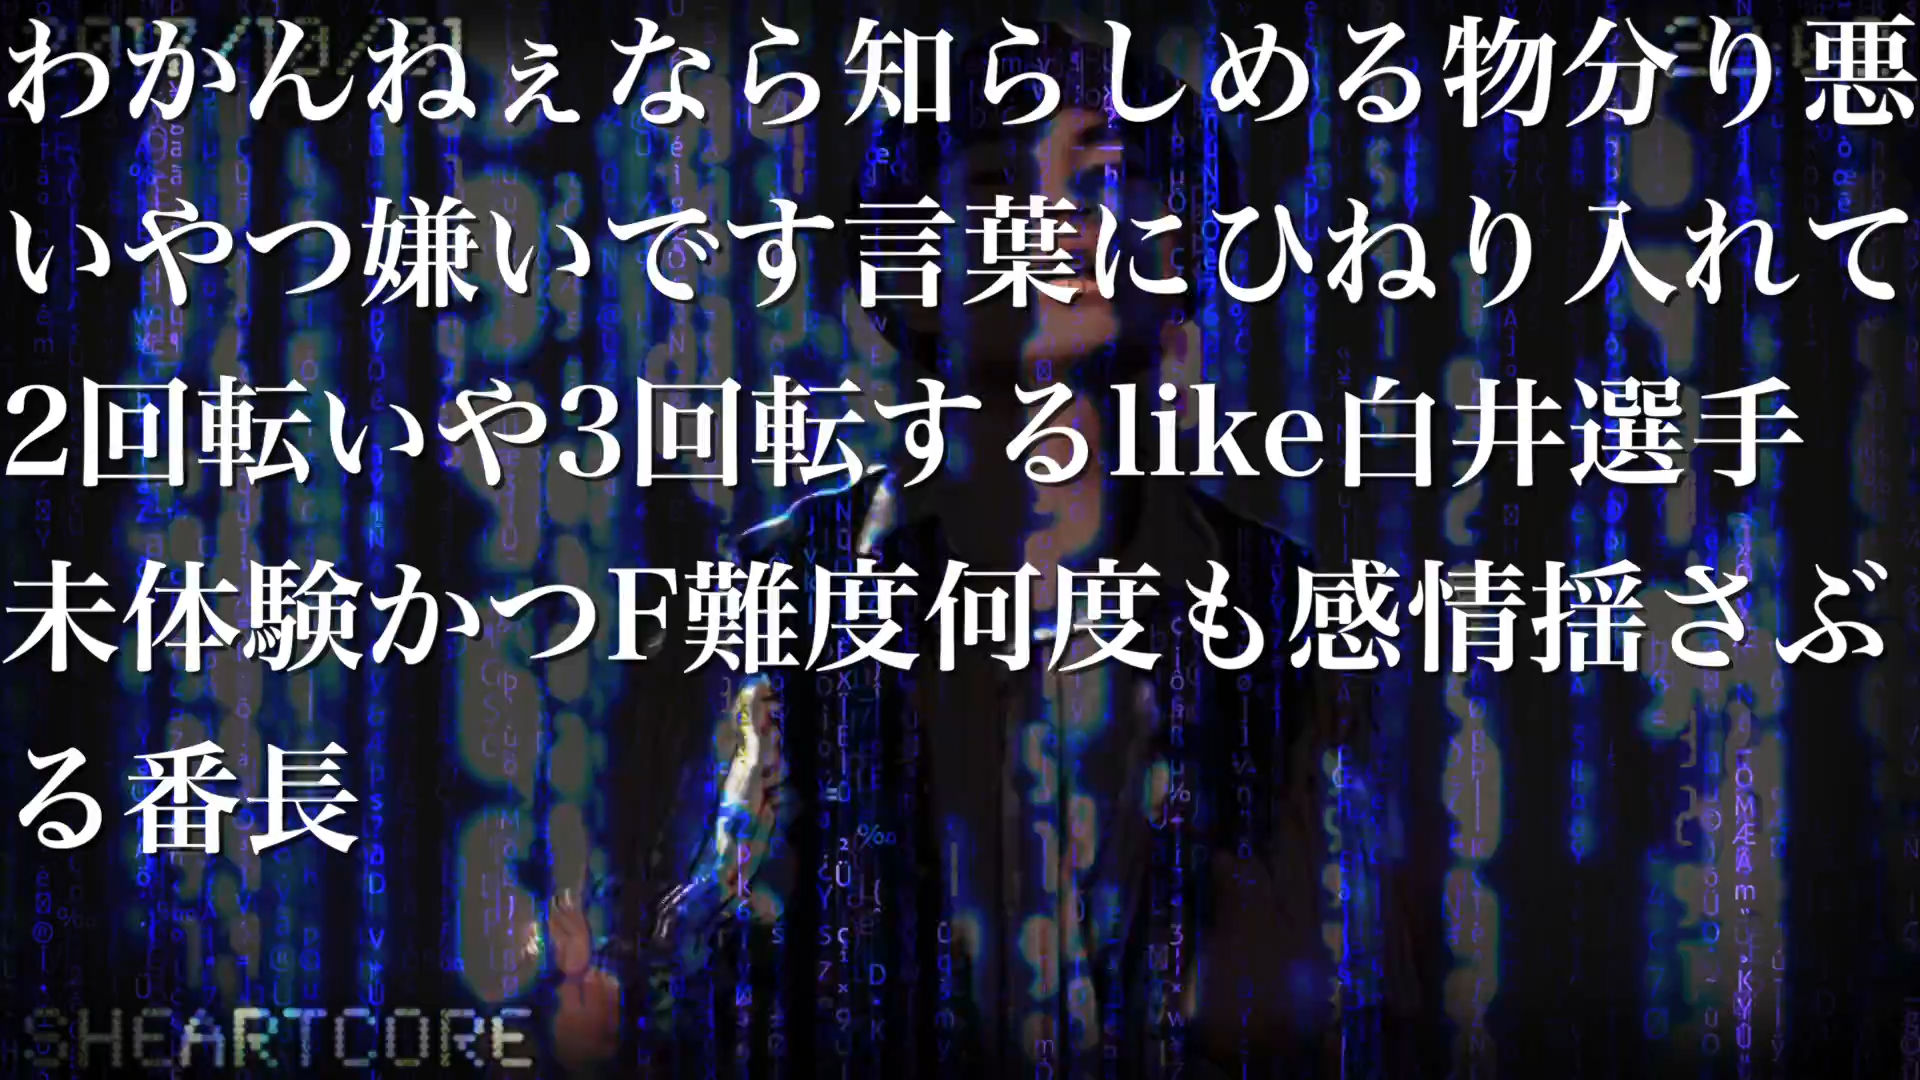 わかんねぇなら知らしめる物分り悪
いやつ嫌いです言葉にひねり入れて
2回転いや3回転するlike白井選手
未体験かつF難度何度も感情揺さぶ
る番長
SHEARTCORE